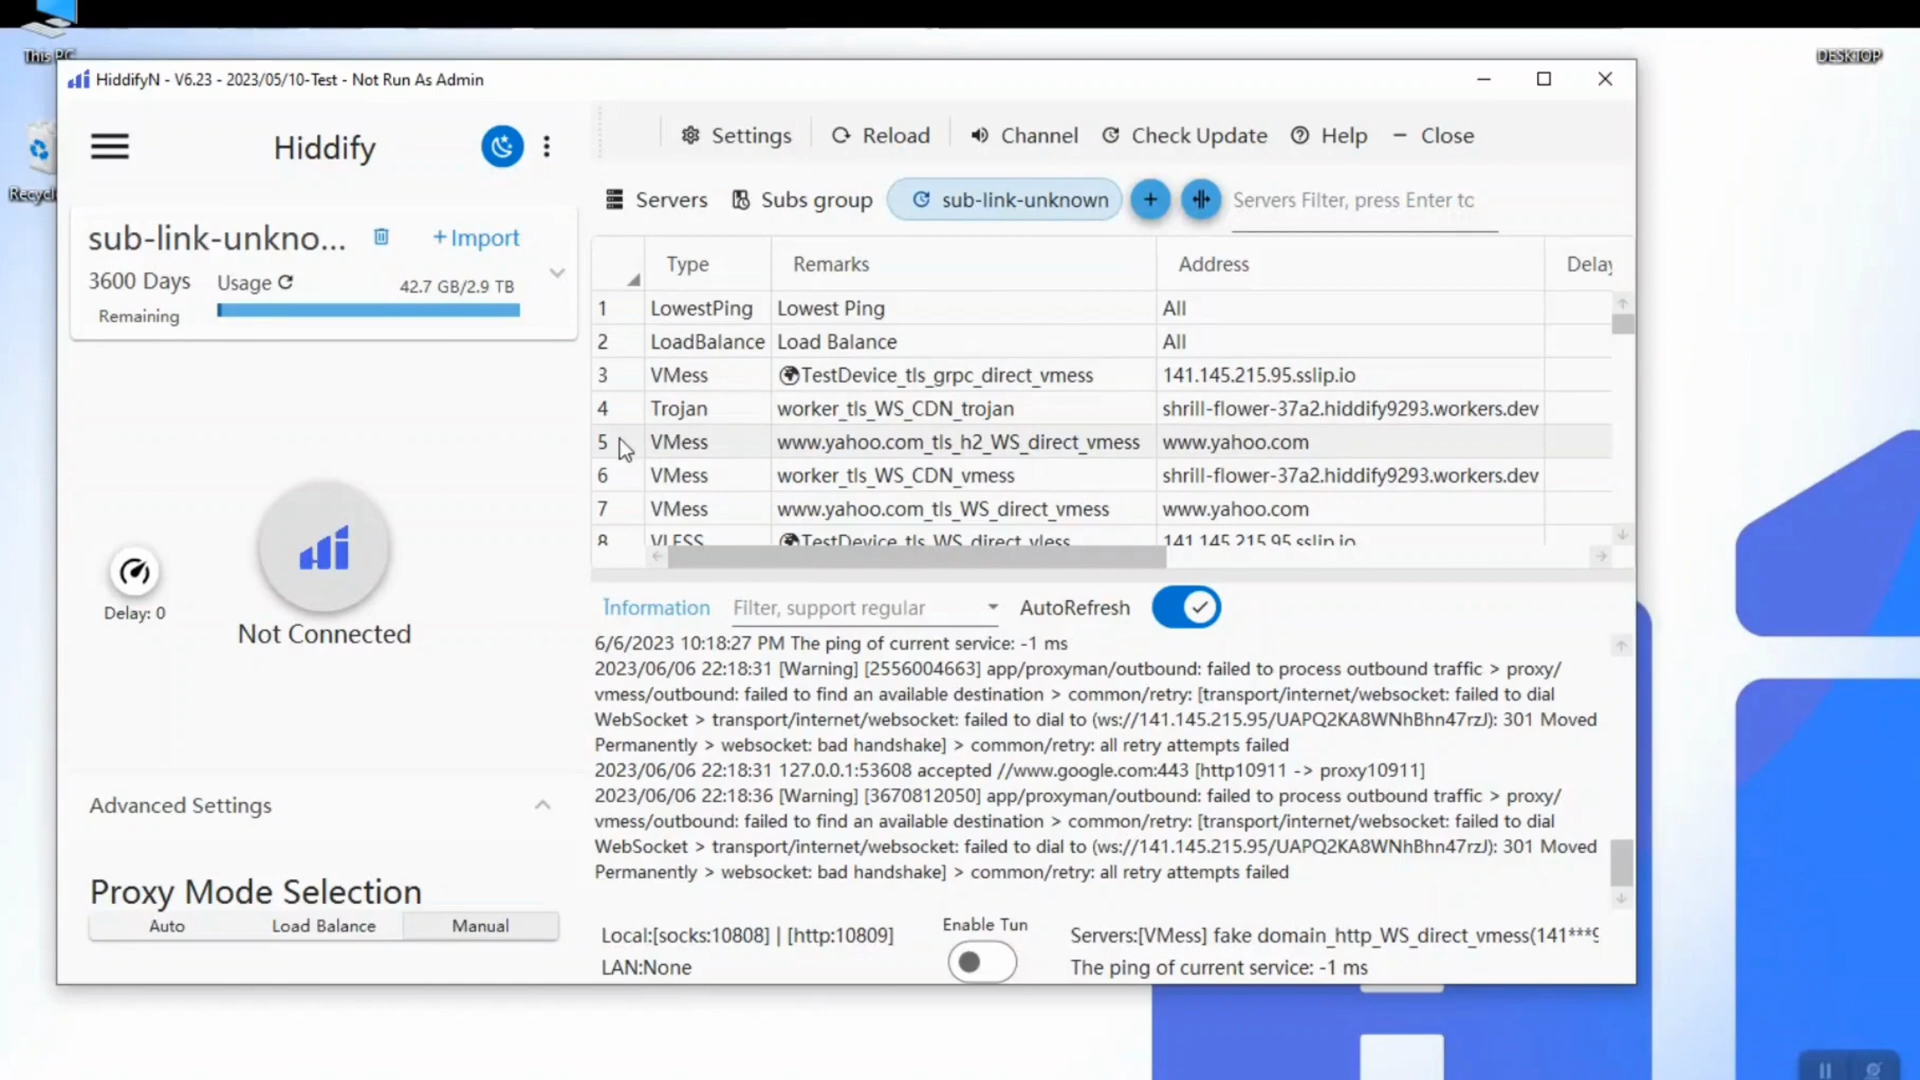 This PC
DESKTOP
HiddifyN - V6.23 - 2023/05/10-Test - Not Run As Admin
Hiddify
Settings
Reload
Channel
Check Update
Help
Close
Recycl
Servers
Subs group
sub-link-unknown
Servers Filter, press Enter to
sub-link-unkno...
+Import
3600 Days
Usage
42.7 GB/2.9 TB
Remaining
Type Remarks Address Delay
1 LowestPing Lowest Ping All
2 LoadBalance Load Balance All
3 VMess TestDevice_tls_grpc_direct_vmess 141.145.215.95.sslip.io
4 Trojan worker_tls_WS_CDN_trojan shrill-flower-37a2.hiddify9293.workers.dev
5 VMess www.yahoo.com_tls_h2_WS_direct_vmess www.yahoo.com
6 VMess worker_tls_WS_CDN_vmess shrill-flower-37a2.hiddify9293.workers.dev
7 VMess www.yahoo.com_tls_WS_direct_vmess www.yahoo.com
8 VLESS TestDevice_tls_WS_direct_vless 141.145.215.95.sslip.io
Delay: 0
Not Connected
Information
Filter, support regular
AutoRefresh
6/6/2023 10:18:27 PM The ping of current service: -1 ms
2023/06/06 22:18:31 [Warning] [2556004663] app/proxyman/outbound: failed to process outbound traffic > proxy/
vmess/outbound: failed to find an available destination > common/retry: [transport/internet/websocket: failed to dial
WebSocket > transport/internet/websocket: failed to dial to (ws://141.145.215.95/UAPQ2KA8WNhBhn47rzJ): 301 Moved
Permanently > websocket: bad handshake] > common/retry: all retry attempts failed
2023/06/06 22:18:31 127.0.0.1:53608 accepted //www.google.com:443 [http10911 -> proxy10911]
2023/06/06 22:18:36 [Warning] [3670812050] app/proxyman/outbound: failed to process outbound traffic > proxy/
vmess/outbound: failed to find an available destination > common/retry: [transport/internet/websocket: failed to dial
WebSocket > transport/internet/websocket: failed to dial to (ws://141.145.215.95/UAPQ2KA8WNhBhn47rzJ): 301 Moved
Permanently > websocket: bad handshake] > common/retry: all retry attempts failed
Advanced Settings
Proxy Mode Selection
Auto
Load Balance
Manual
Local:[socks:10808] | [http:10809]
LAN:None
Enable Tun
Servers:[VMess] fake domain_http_WS_direct_vmess(141***9
The ping of current service: -1 ms